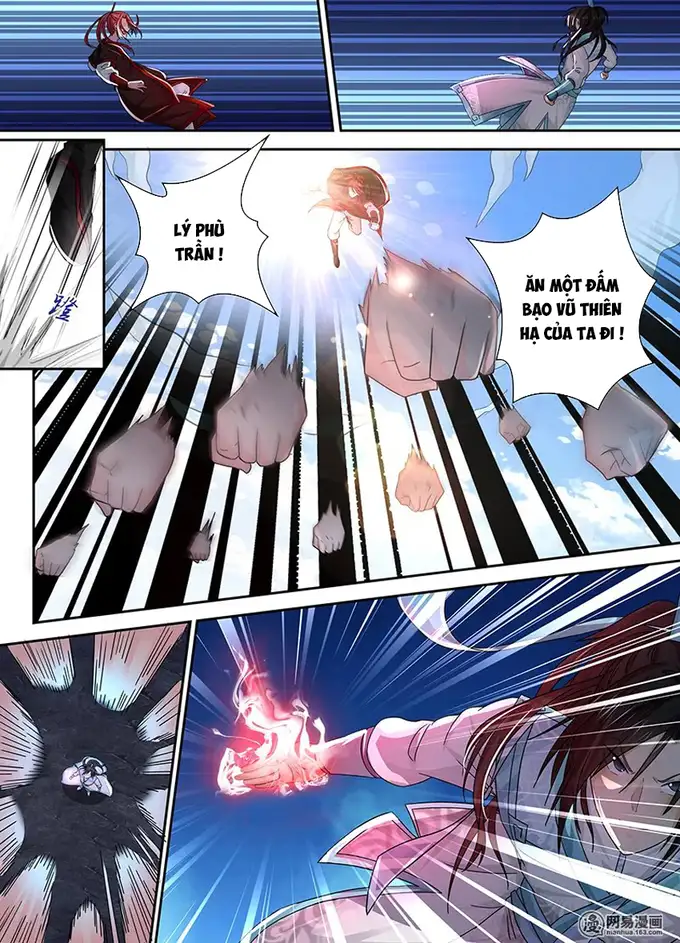 LÝ PHÙ
TRẦN !
ĂN MỘT ĐẤM
BẠO VŨ THIÊN
HẠ CỦA TA ĐI !
蹬
网易漫画
manhua.163.com